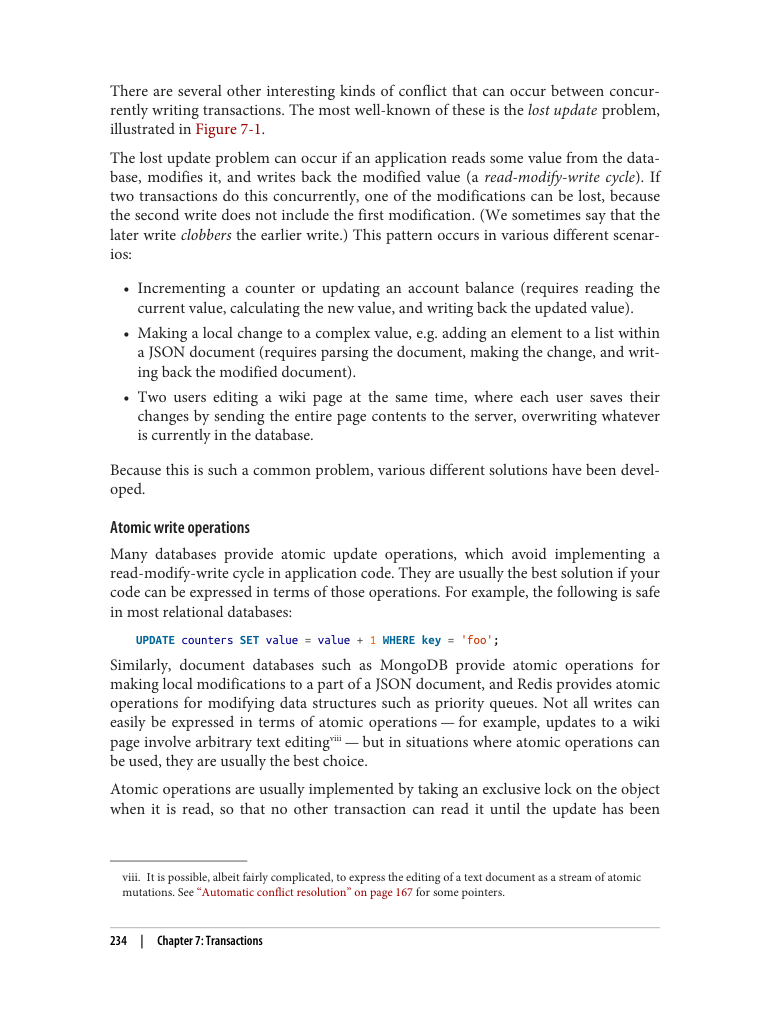 There are several other interesting kinds of conflict that can occur between concur-
rently writing transactions. The most well-known of these is the lost update problem,
illustrated in Figure 7-1.
The lost update problem can occur if an application reads some value from the data-
base, modifies it, and writes back the modified value (a read-modify-write cycle). If
two transactions do this concurrently, one of the modifications can be lost, because
the second write does not include the first modification. (We sometimes say that the
later write clobbers the earlier write.) This pattern occurs in various different scenar-
ios:
• Incrementing a counter or updating an account balance (requires reading the
current value, calculating the new value, and writing back the updated value).
• Making a local change to a complex value, e.g. adding an element to a list within
a JSON document (requires parsing the document, making the change, and writ-
ing back the modified document).
• Two users editing a wiki page at the same time, where each user saves their
changes by sending the entire page contents to the server, overwriting whatever
is currently in the database.
Because this is such a common problem, various different solutions have been devel-
oped.
Atomic write operations
Many databases provide atomic update operations, which avoid implementing a
read-modify-write cycle in application code. They are usually the best solution if your
code can be expressed in terms of those operations. For example, the following is safe
in most relational databases:
UPDATE counters SET value = value + 1 WHERE key = 'foo';
Similarly, document databases such as MongoDB provide atomic operations for
making local modifications to a part of a JSON document, and Redis provides atomic
operations for modifying data structures such as priority queues. Not all writes can
easily be expressed in terms of atomic operations — for example, updates to a wiki
page involve arbitrary text editingviii — but in situations where atomic operations can
be used, they are usually the best choice.
Atomic operations are usually implemented by taking an exclusive lock on the object
when it is read, so that no other transaction can read it until the update has been
viii. It is possible, albeit fairly complicated, to express the editing of a text document as a stream of atomic
mutations. See “Automatic conflict resolution” on page 167 for some pointers.
234 | Chapter 7: Transactions